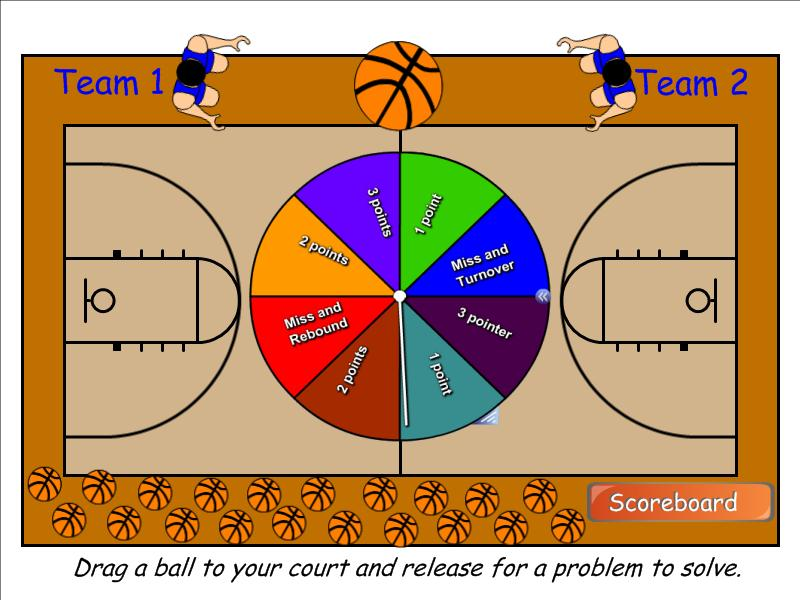 Team 1
Team 2
3 points
1 point
2 points
Miss and
Turnover
Miss and
Rebound
3 pointer
2 points
1 point
Scoreboard
Drag a ball to your court and release for a problem to solve.